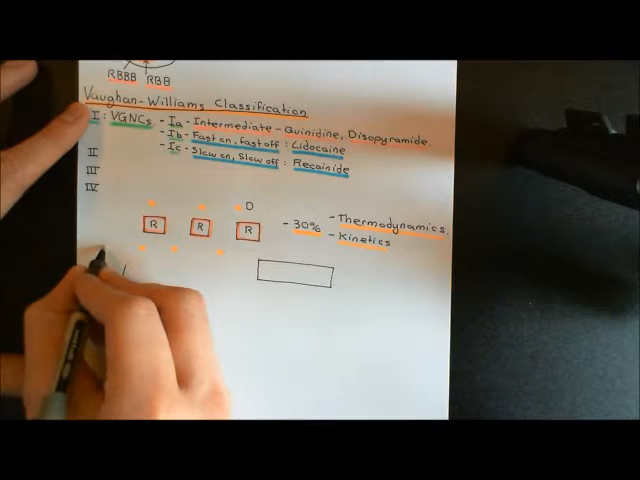 RBBB RBB
Vaughan-Williams Classification
I: VGNCs - Ia - Intermediate - Quinidine, Disopyramide.
- Ib - Fast on, fast off : Lidocaine
- Ic - Slow on, Slow off : Flecainide
II
III
IV
D
R R R - 30% - Thermodynamics.
- Kinetics